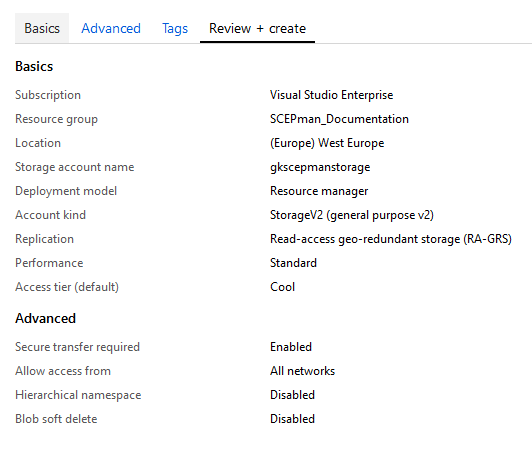 Basics Advanced Tags Review + create
Basics
Subscription Visual Studio Enterprise
Resource group SCEPman_Documentation
Location (Europe) West Europe
Storage account name gkscepmanstorage
Deployment model Resource manager
Account kind StorageV2 (general purpose v2)
Replication Read-access geo-redundant storage (RA-GRS)
Performance Standard
Access tier (default) Cool
Advanced
Secure transfer required Enabled
Allow access from All networks
Hierarchical namespace Disabled
Blob soft delete Disabled